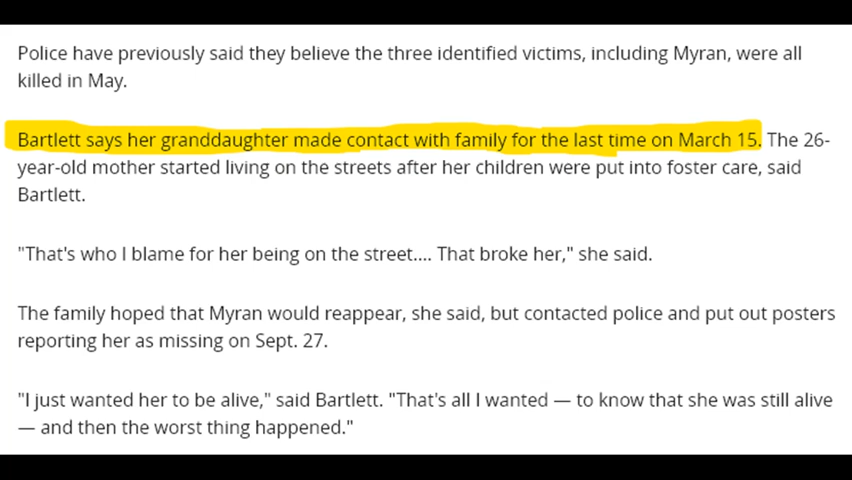 Police have previously said they believe the three identified victims, including Myran, were all
killed in May.
Bartlett says her granddaughter made contact with family for the last time on March 15. The 26-
year-old mother started living on the streets after her children were put into foster care, said
Bartlett.
"That's who I blame for her being on the street.... That broke her," she said.
The family hoped that Myran would reappear, she said, but contacted police and put out posters
reporting her as missing on Sept. 27.
"I just wanted her to be alive," said Bartlett. "That's all I wanted — to know that she was still alive
— and then the worst thing happened."